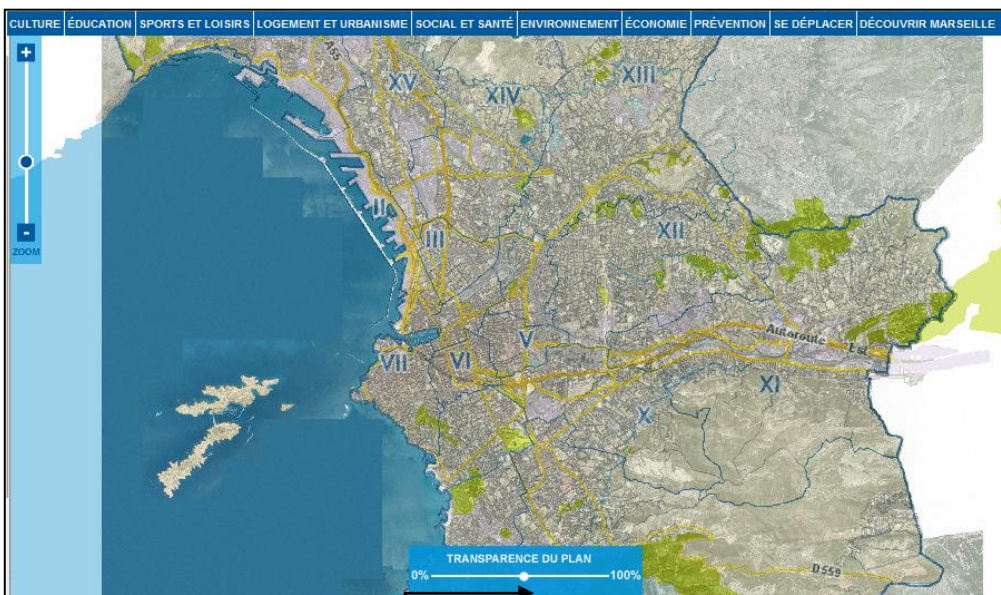 CULTURE ÉDUCATION SPORTS ET LOISIRS LOGEMENT ET URBANISME SOCIAL ET SANTÉ ENVIRONNEMENT ÉCONOMIE PRÉVENTION SE DÉPLACER DÉCOUVRIR MARSEILLE
+
A55
XV
XIV
XIII
-
ZOOM
II
III
XII
Autoroute Est
VII
VI
V
XI
X
TRANSPARENCE DU PLAN
0% 100%
D559